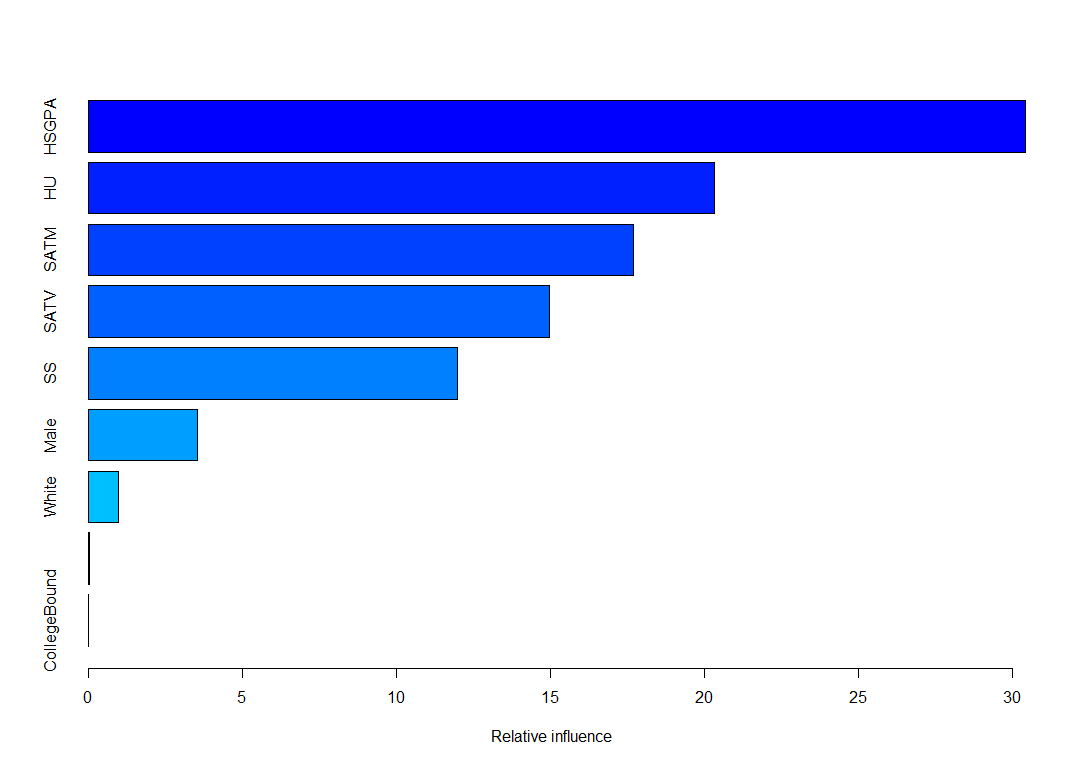 HSGPA
HU
SATM
SATV
SS
Male
White
CollegeBound
0 5 10 15 20 25 30
Relative influence